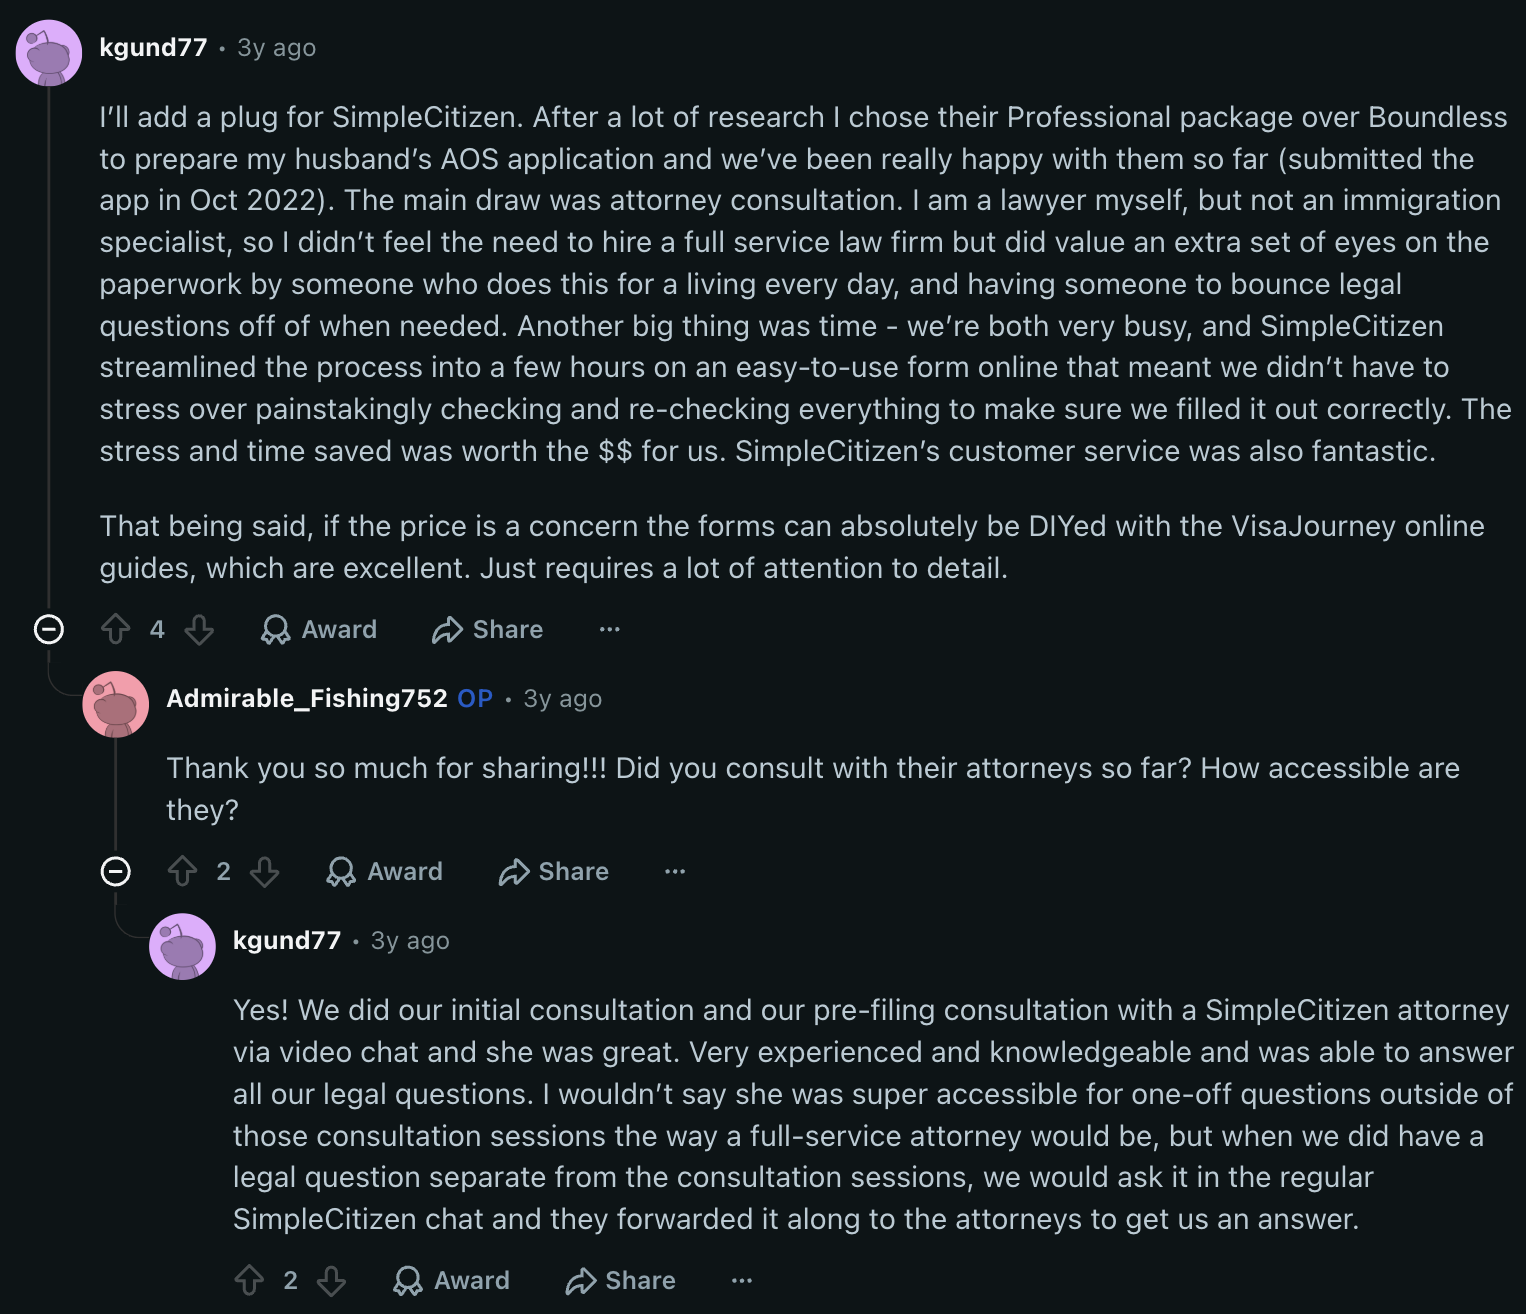 kgund77 • 3y ago
I’ll add a plug for SimpleCitizen. After a lot of research I chose their Professional package over Boundless
to prepare my husband’s AOS application and we’ve been really happy with them so far (submitted the
app in Oct 2022). The main draw was attorney consultation. I am a lawyer myself, but not an immigration
specialist, so I didn’t feel the need to hire a full service law firm but did value an extra set of eyes on the
paperwork by someone who does this for a living every day, and having someone to bounce legal
questions off of when needed. Another big thing was time - we’re both very busy, and SimpleCitizen
streamlined the process into a few hours on an easy-to-use form online that meant we didn’t have to
stress over painstakingly checking and re-checking everything to make sure we filled it out correctly. The
stress and time saved was worth the $$ for us. SimpleCitizen’s customer service was also fantastic.
That being said, if the price is a concern the forms can absolutely be DIYed with the VisaJourney online
guides, which are excellent. Just requires a lot of attention to detail.
4 Award Share ...
Admirable_Fishing752 OP • 3y ago
Thank you so much for sharing!!! Did you consult with their attorneys so far? How accessible are
they?
2 Award Share ...
kgund77 • 3y ago
Yes! We did our initial consultation and our pre-filing consultation with a SimpleCitizen attorney
via video chat and she was great. Very experienced and knowledgeable and was able to answer
all our legal questions. I wouldn’t say she was super accessible for one-off questions outside of
those consultation sessions the way a full-service attorney would be, but when we did have a
legal question separate from the consultation sessions, we would ask it in the regular
SimpleCitizen chat and they forwarded it along to the attorneys to get us an answer.
2 Award Share ...